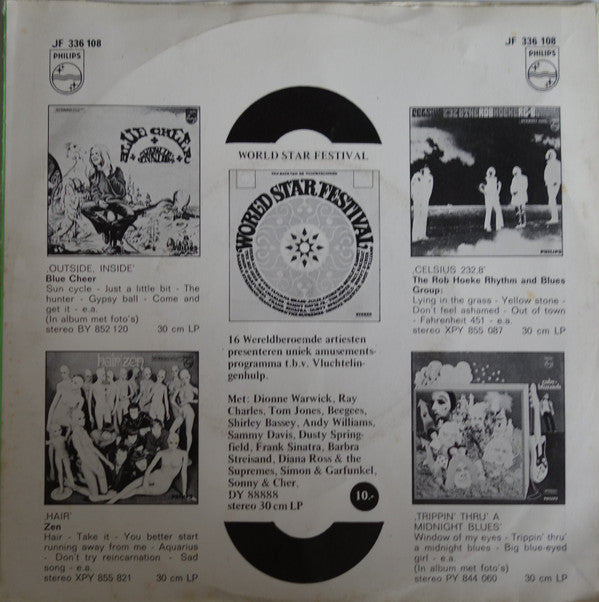 JF 336 108
PHILIPS
JF 336 108
PHILIPS
BLUE CHEER
,OUTSIDE, INSIDE'
Blue Cheer
Sun cycle - Just a little bit - The
hunter - Gypsy ball - Come and
get it - e.a.
(In album met foto's)
stereo BY 852 120 30 cm LP
hair/zen
,HAIR'
Zen
Hair - Take it - You better start
running away from me - Aquarius
- Don't try reincarnation - Sad
song - e.a.
stereo XPY 855 821 30 cm LP
WORLD STAR FESTIVAL
WORLD STAR FESTIVAL
16 Wereldberoemde artiesten
presenteren uniek amusements-
programma t.b.v. Vluchtelin-
genhulp.
Met: Dionne Warwick, Ray
Charles, Tom Jones, Beegees,
Shirley Bassey, Andy Williams,
Sammy Davis, Dusty Spring-
field, Frank Sinatra, Barbra
Streisand, Diana Ross & the
Supremes, Simon & Garfunkel,
Sonny & Cher,
DY 88888
stereo 30 cm LP
10.-
PHILIPS
,CELSIUS 232,8'
The Rob Hoeke Rhythm and Blues
Group:
Lying in the grass - Yellow stone -
Don't feel ashamed - Out of town
- Fahrenheit 451 - e.a.
stereo XPY 855 087 30 cm LP
PHILIPS
,TRIPPIN' THRU' A
MIDNIGHT BLUES'
Window of my eyes - Trippin' thru'
a midnight blues - Big blue-eyed
girl - e.a.
(In album met foto's)
stereo PY 844 060 30 cm LP